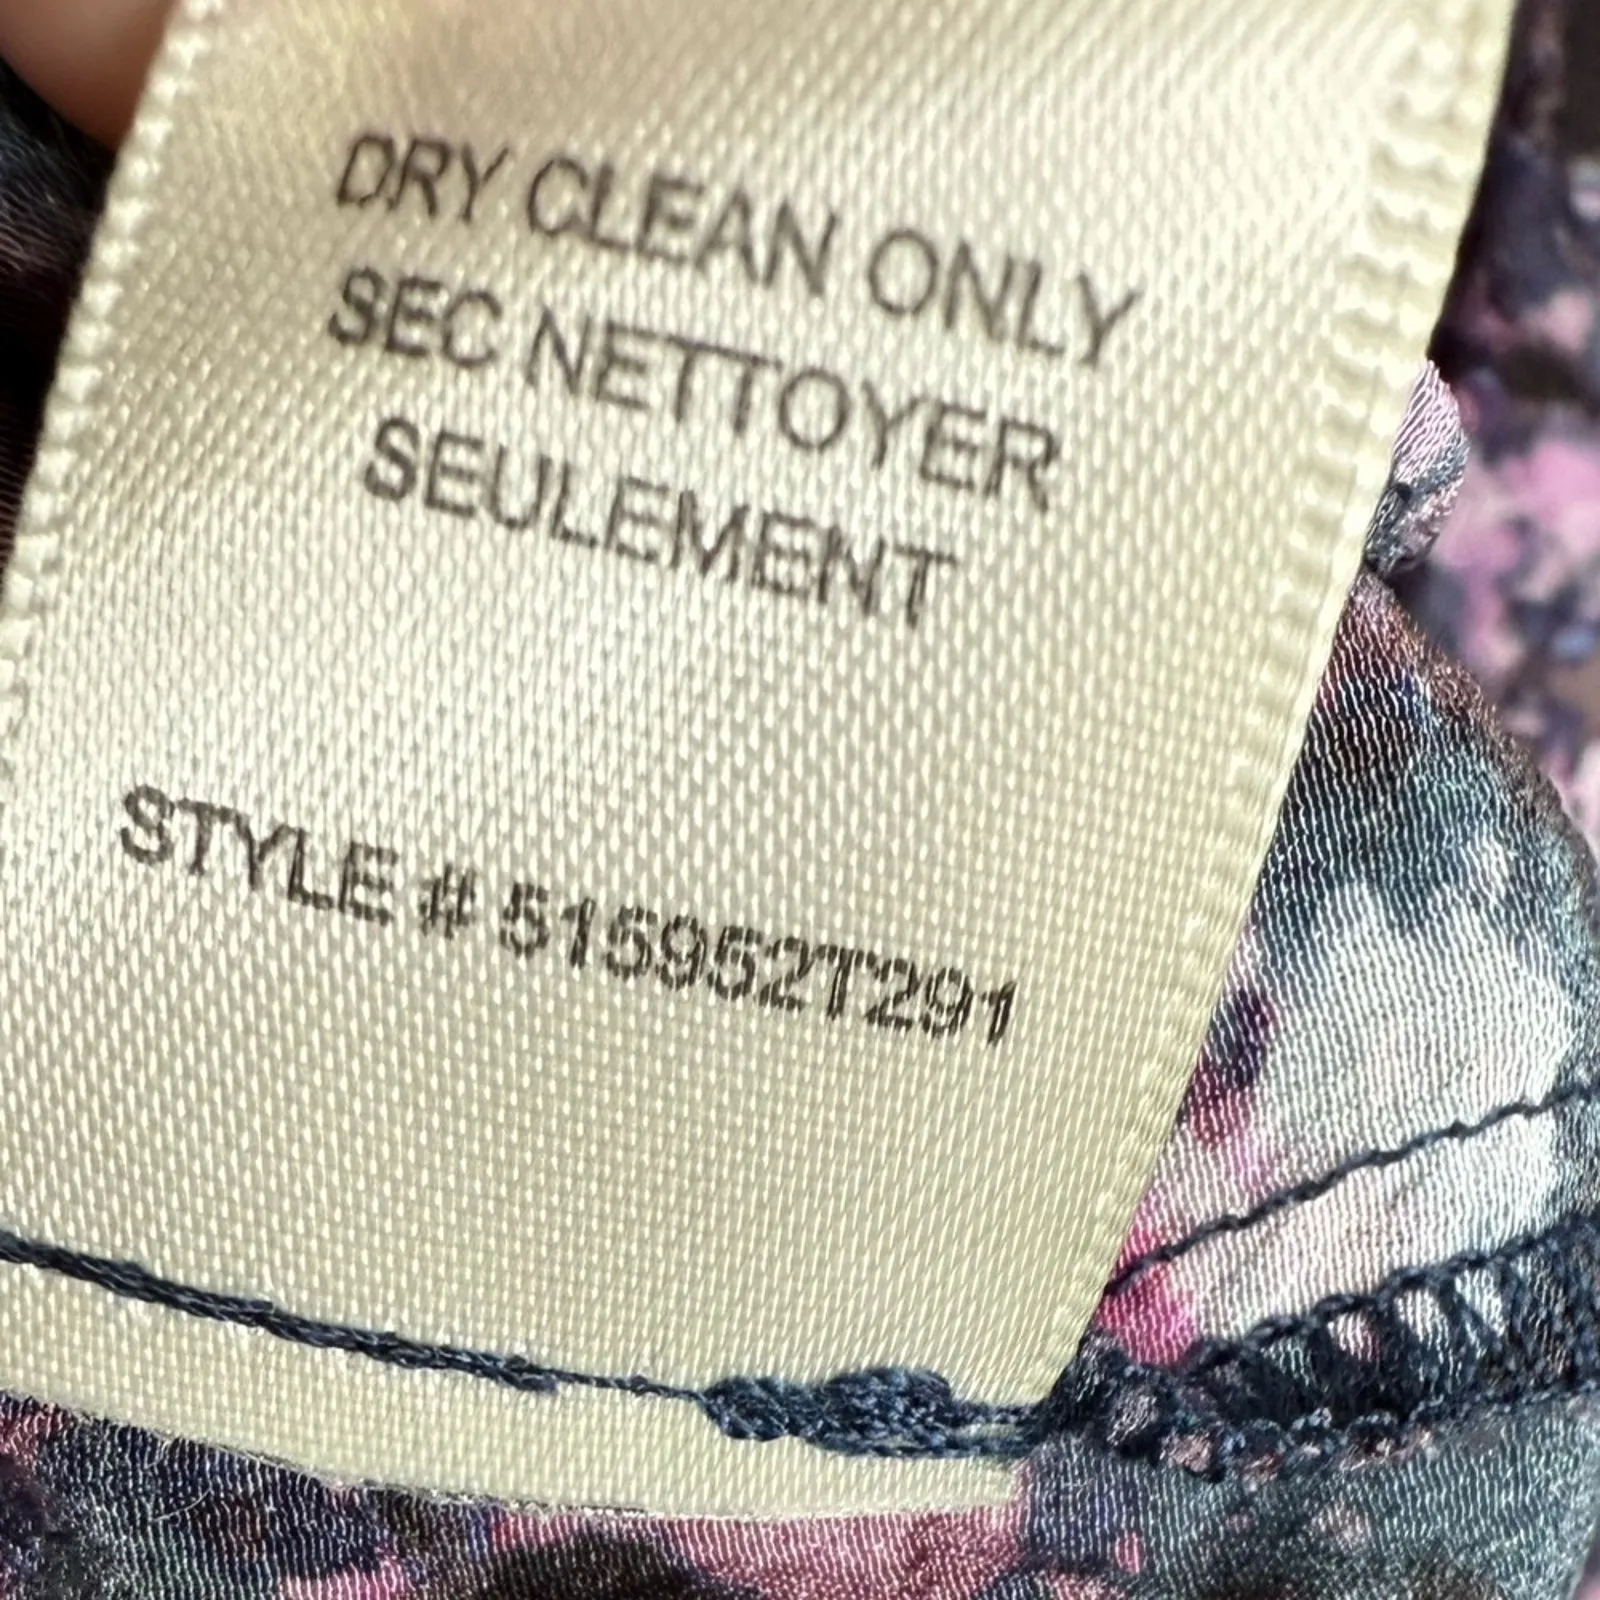 DRY CLEAN ONLY
SEC NETTOYER
SEULEMENT
STYLE # 515952T291